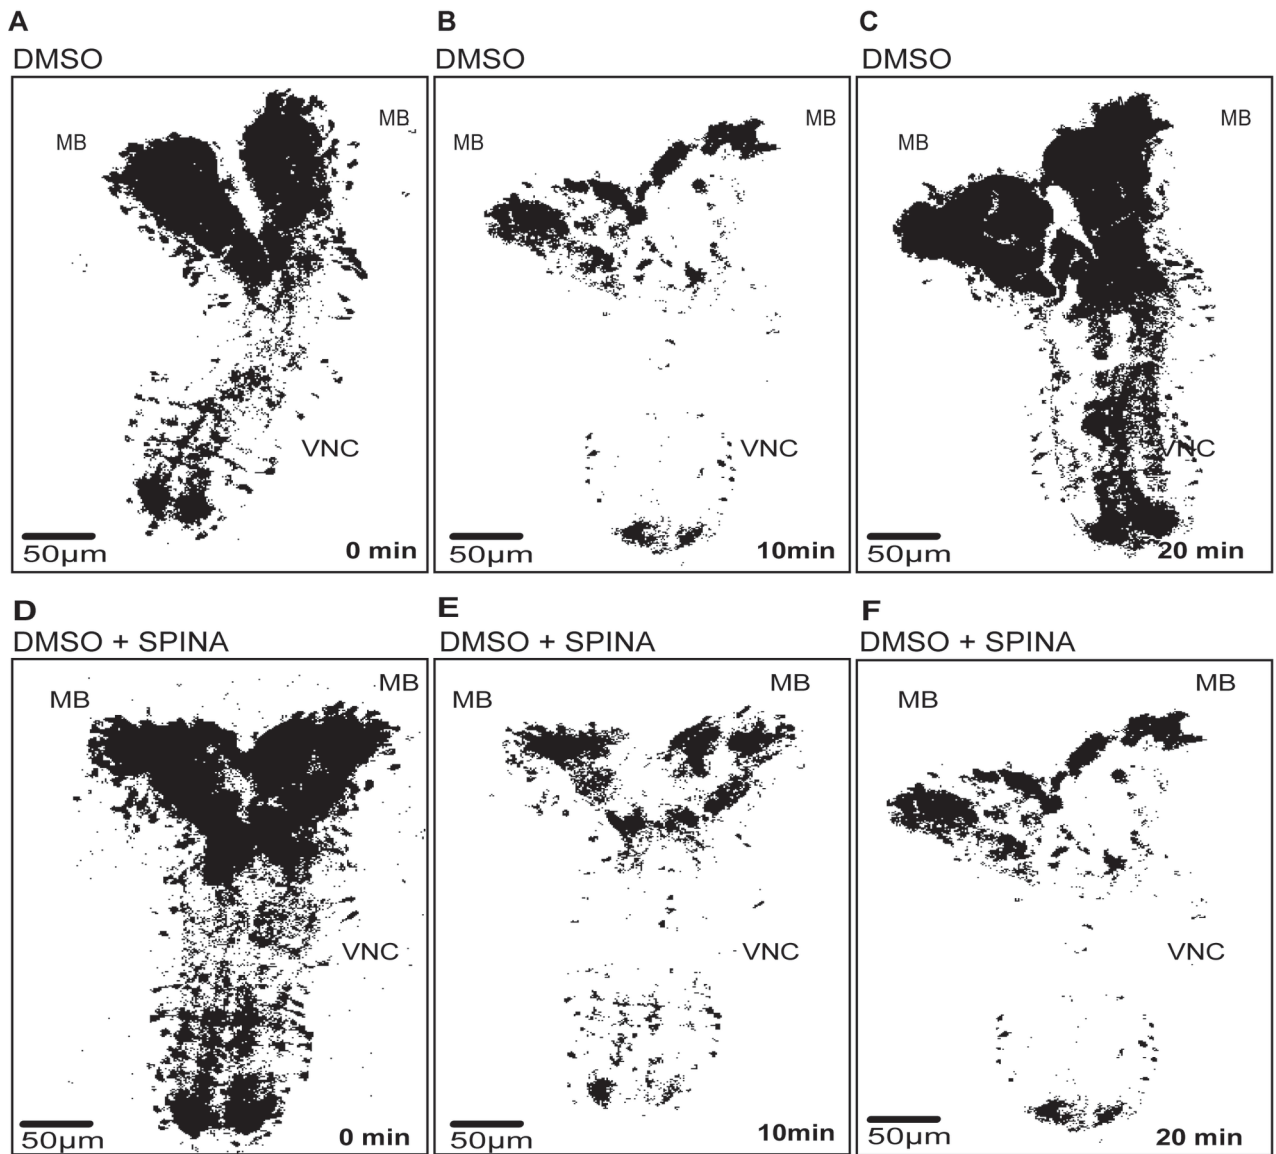 A
DMSO
MB
MB
VNC
50µm
0 min
B
DMSO
MB
MB
VNC
50µm
10min
C
DMSO
MB
MB
VNC
50µm
20 min
D
DMSO + SPINA
MB
MB
VNC
50µm
0 min
E
DMSO + SPINA
MB
MB
VNC
50µm
10min
F
DMSO + SPINA
MB
MB
VNC
50µm
20 min